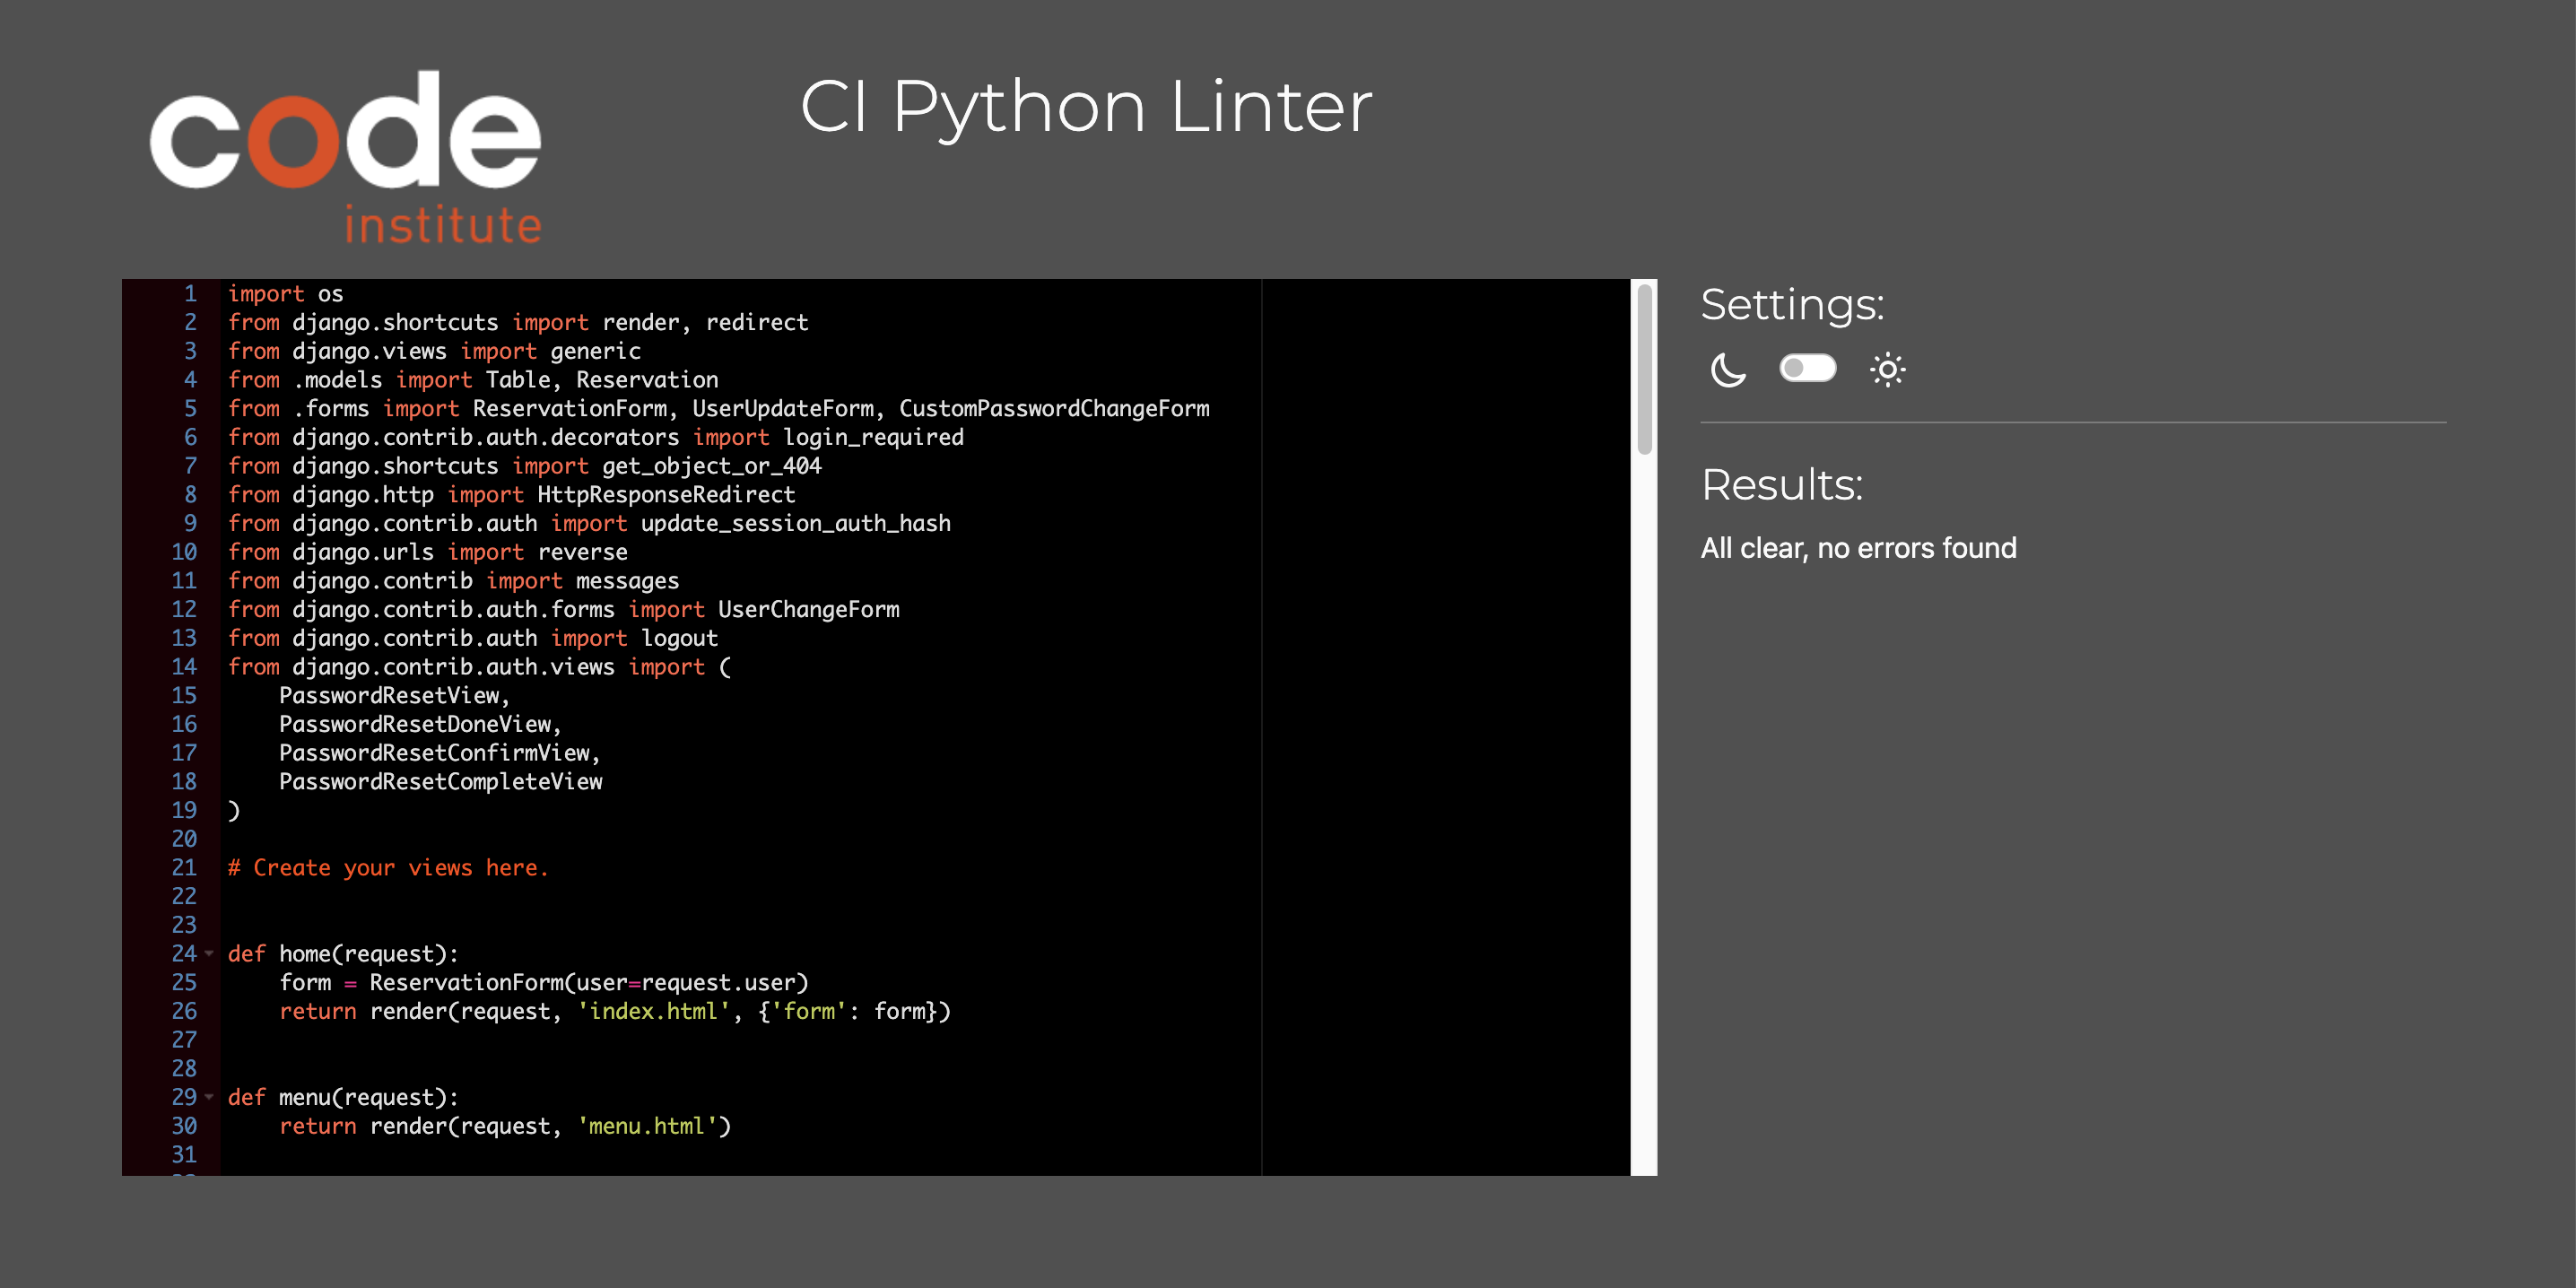 code
institute
CI Python Linter
1 import os
2 from django.shortcuts import render, redirect
3 from django.views import generic
4 from .models import Table, Reservation
5 from .forms import ReservationForm, UserUpdateForm, CustomPasswordChangeForm
6 from django.contrib.auth.decorators import login_required
7 from django.shortcuts import get_object_or_404
8 from django.http import HttpResponseRedirect
9 from django.contrib.auth import update_session_auth_hash
10 from django.urls import reverse
11 from django.contrib import messages
12 from django.contrib.auth.forms import UserChangeForm
13 from django.contrib.auth import logout
14 from django.contrib.auth.views import (
15     PasswordResetView,
16     PasswordResetDoneView,
17     PasswordResetConfirmView,
18     PasswordResetCompleteView
19 )
20
21 # Create your views here.
22
23
24 def home(request):
25     form = ReservationForm(user=request.user)
26     return render(request, 'index.html', {'form': form})
27
28
29 def menu(request):
30     return render(request, 'menu.html')
31
Settings:
Results:
All clear, no errors found